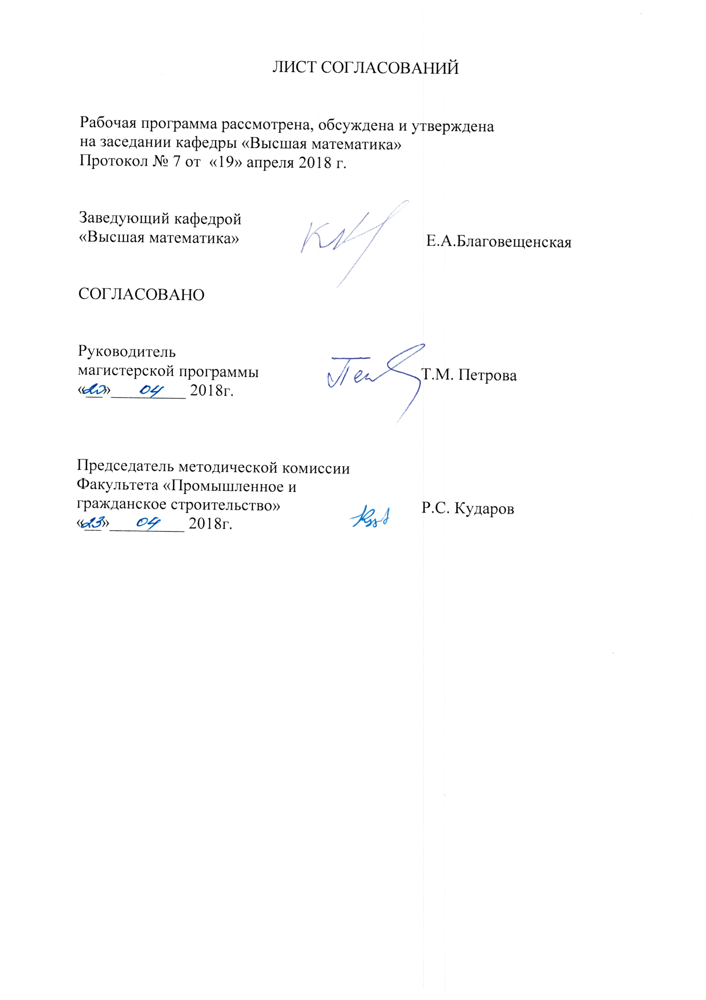 ЛИСТ СОГЛАСОВАНИЙ
Рабочая программа рассмотрена, обсуждена и утверждена
на заседании кафедры «Высшая математика»
Протокол № 7 от «19» апреля 2018 г.
Заведующий кафедрой
«Высшая математика» Е.А.Благовещенская
СОГЛАСОВАНО
Руководитель
магистерской программы Т.М. Петрова
«20» 04 2018г.
Председатель методической комиссии
Факультета «Промышленное и
гражданское строительство» Р.С. Кударов
«23» 04 2018г.